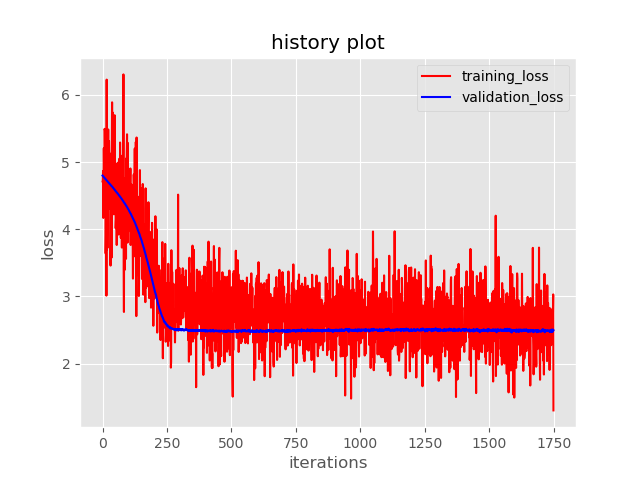 history plot
training_loss
validation_loss
6
5
4
3
2
loss
0 250 500 750 1000 1250 1500 1750
iterations